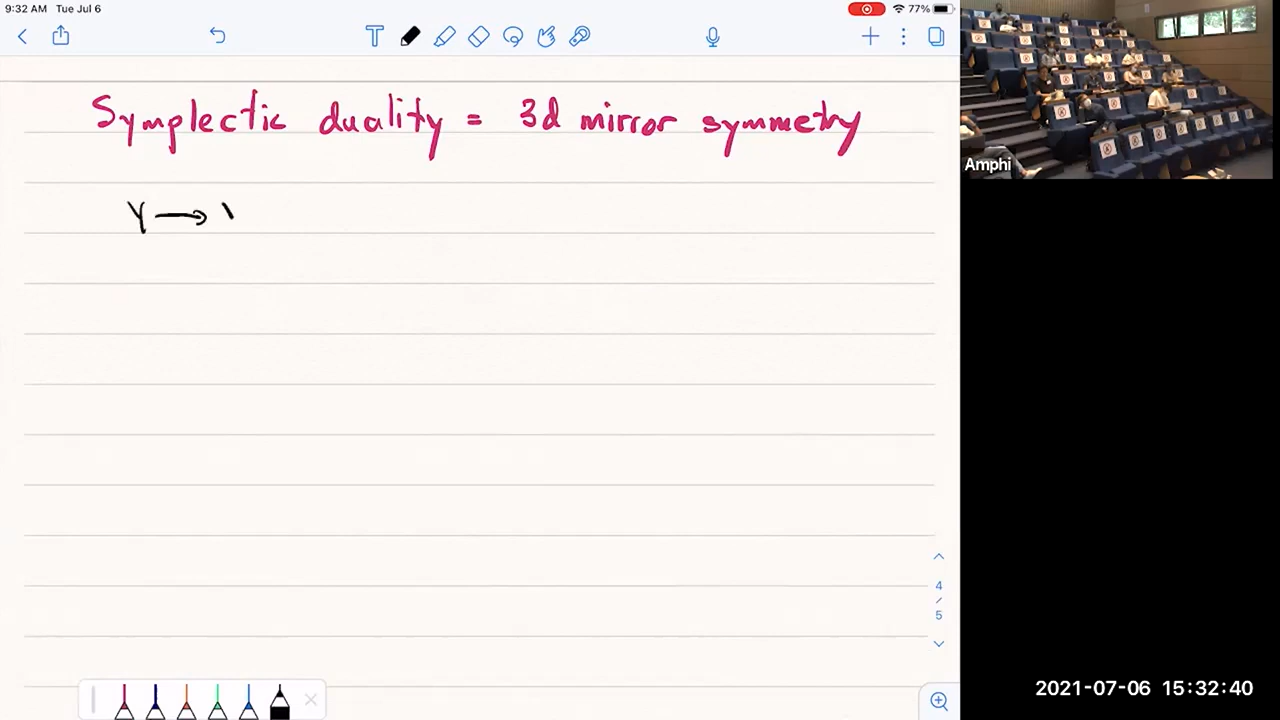 9:32 AM Tue Jul 6
77%
Symplectic duality = 3d mirror symmetry
Y →
Amphi
4
/
5
2021-07-06 15:32:40